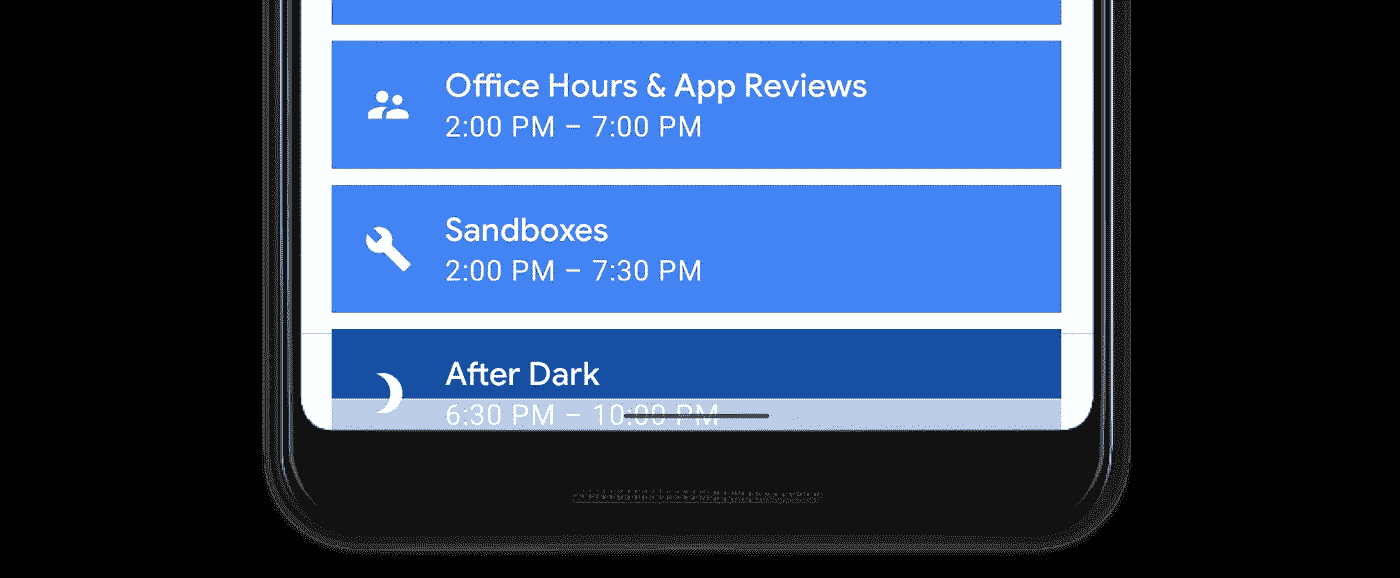 Office Hours & App Reviews
2:00 PM – 7:00 PM
Sandboxes
2:00 PM – 7:30 PM
After Dark
6:30 PM – 10:00 PM